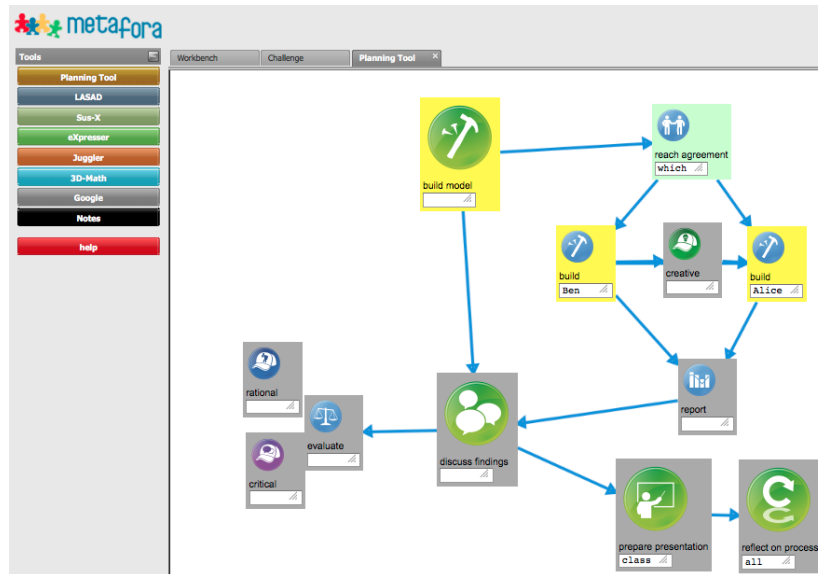 metafora
Tools
Workbench
Challenge
Planning Tool
Planning Tool
LASAD
Sus-X
eXpresser
Juggler
3D-Math
Google
Notes
help
build model
reach agreement
which
build
Ben
creative
build
Alice
rational
evaluate
critical
discuss findings
report
prepare presentation
class
reflect on process
all